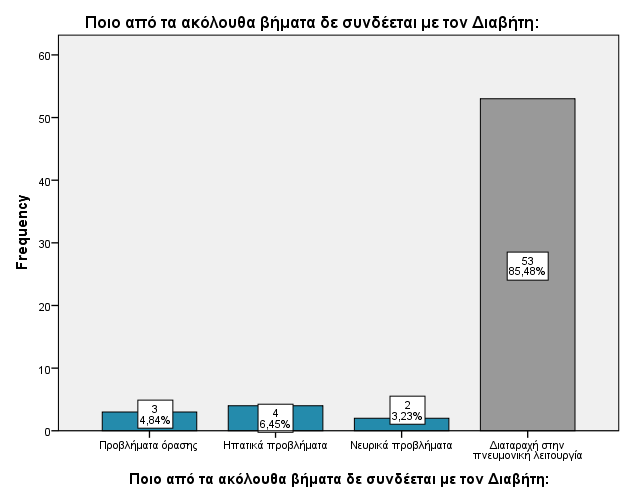 Ποιο από τα ακόλουθα βήματα δε συνδέεται με τον Διαβήτη:
60
50
40
30
20
10
0
Frequency
3
4,84%
4
6,45%
2
3,23%
53
85,48%
Προβλήματα όρασης
Ηπατικά προβλήματα
Νευρικά προβλήματα
Διαταραχή στην
πνευμονική λειτουργία
Ποιο από τα ακόλουθα βήματα δε συνδέεται με τον Διαβήτη: